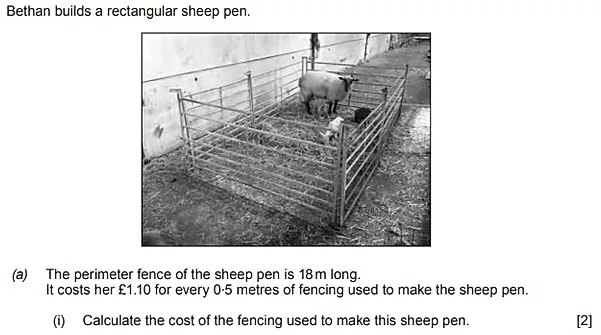 Bethan builds a rectangular sheep pen.
(a) The perimeter fence of the sheep pen is 18 m long.
It costs her £1.10 for every 0·5 metres of fencing used to make the sheep pen.
(i) Calculate the cost of the fencing used to make this sheep pen. [2]